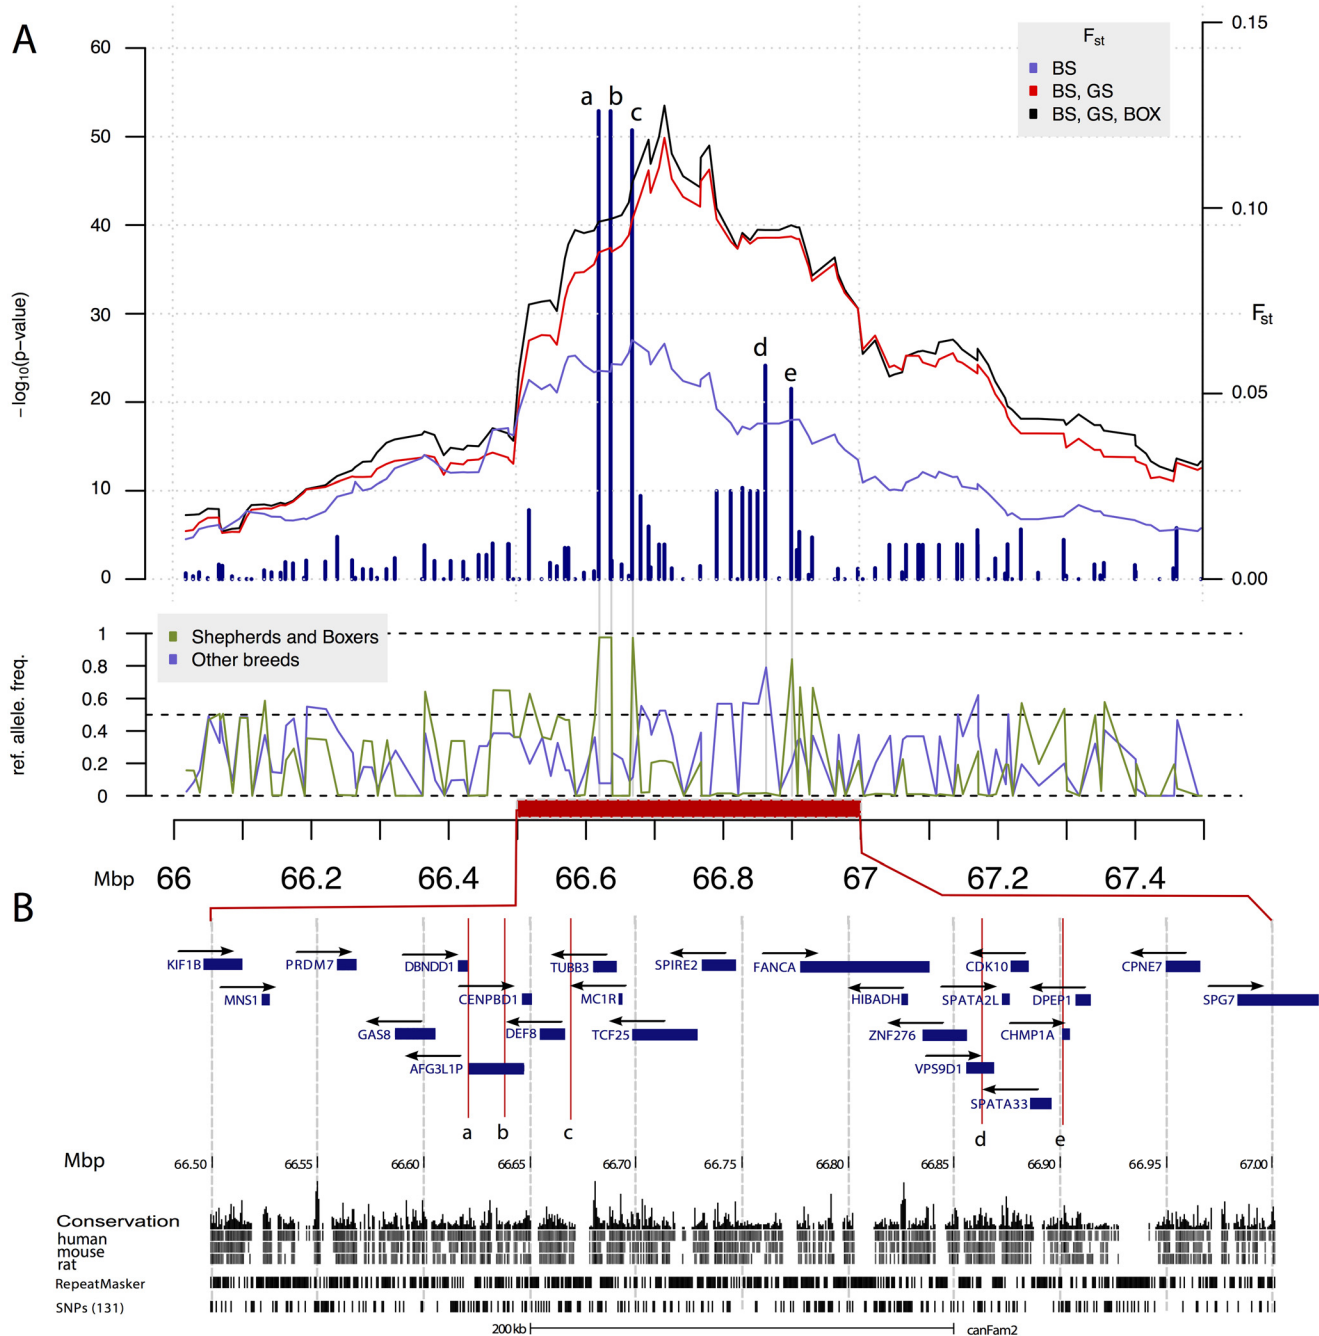 A
60
50
40
30
20
10
0
−log10(p-value)
0.15
0.10
0.05
0.00
Fst
Fst
BS
BS, GS
BS, GS, BOX
a b
c
d
e
Shepherds and Boxers
Other breeds
ref. allele. freq.
1
0.8
0.6
0.4
0.2
0
Mbp 66 66.2 66.4 66.6 66.8 67 67.2 67.4
B
KIF1B PRDM7 DBNDD1 TUBB3 SPIRE2 FANCA CDK10 CPNE7
MNS1 CENPBD1 MC1R HIBADH SPATA2L DPEP1 SPG7
GAS8 DEF8 TCF25 ZNF276 CHMP1A
AFG3L1P VPS9D1
SPATA33
a b c d e
Mbp 66.50 66.55 66.60 66.65 66.70 66.75 66.80 66.85 66.90 66.95 67.00
Conservation
human
mouse
rat
RepeatMasker
SNPs (131)
200 kb canFam2